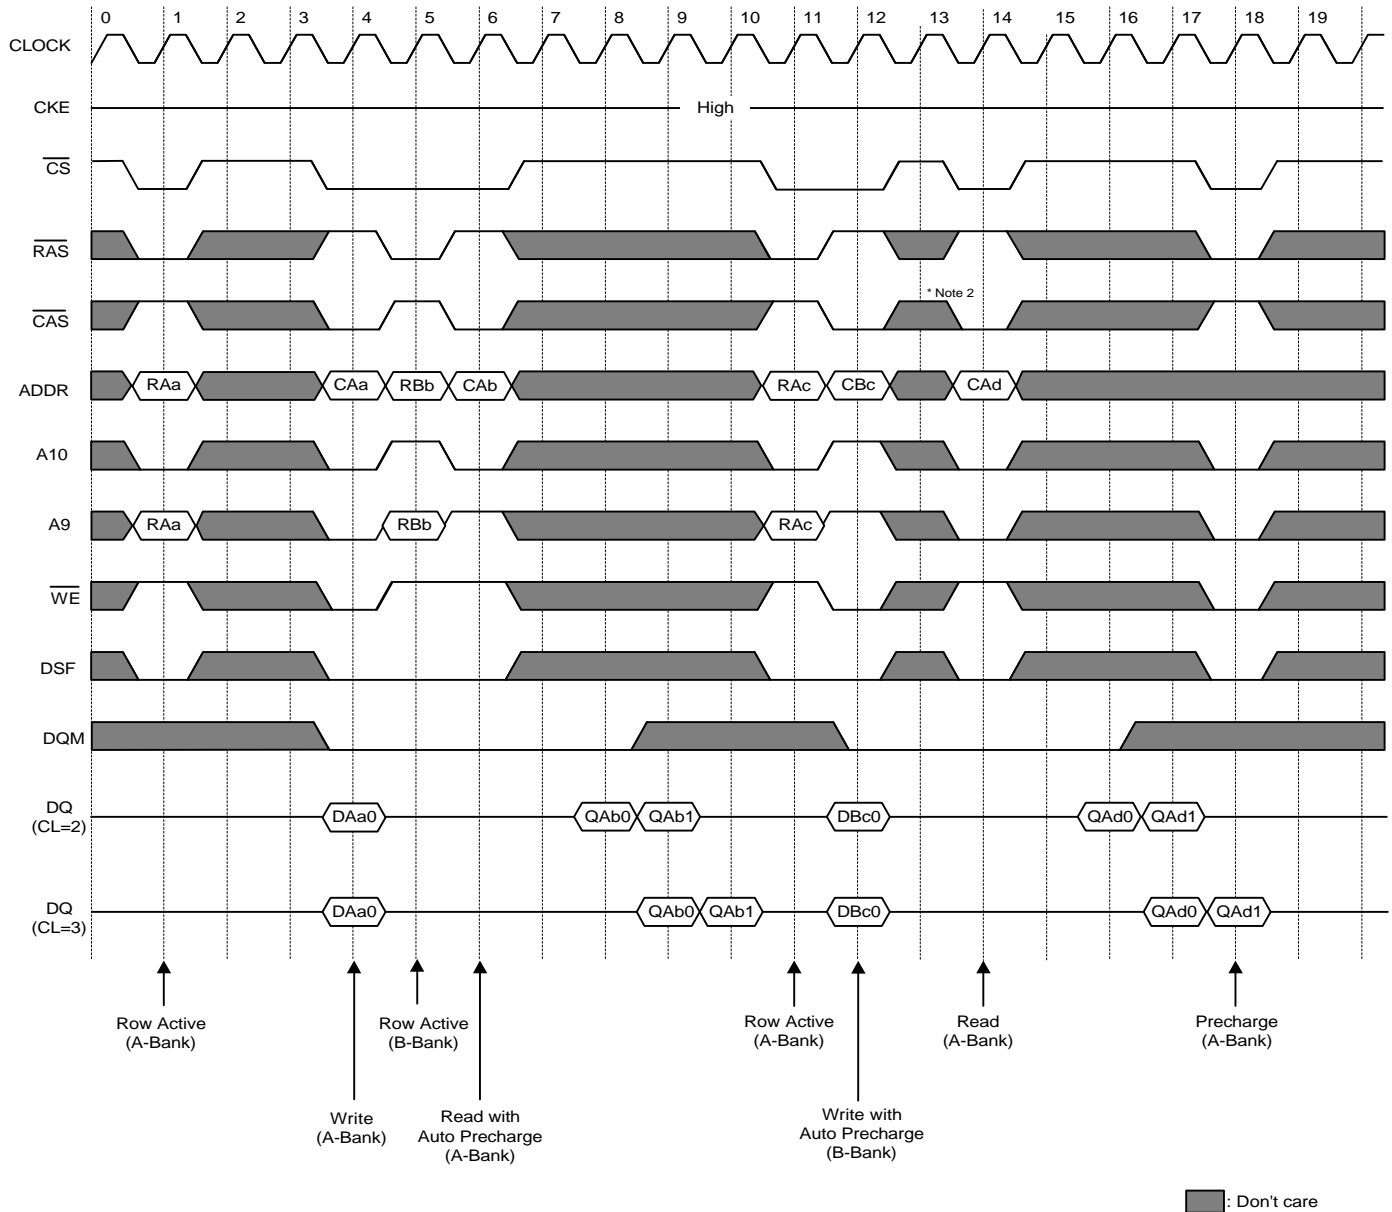 0 1 2 3 4 5 6 7 8 9 10 11 12 13 14 15 16 17 18 19
CLOCK
CKE High
CS
RAS
CAS * Note 2
ADDR RAa CAa RBb CAb RAc CBc CAd
A10
A9 RAa RBb RAc
WE
DSF
DQM
DQ
(CL=2) DAa0 QAb0 QAb1 DBc0 QAd0 QAd1
DQ
(CL=3) DAa0 QAb0 QAb1 DBc0 QAd0 QAd1
Row Active
(A-Bank)
Row Active
(B-Bank)
Row Active
(A-Bank)
Read
(A-Bank)
Precharge
(A-Bank)
Write
(A-Bank)
Read with
Auto Precharge
(A-Bank)
Write with
Auto Precharge
(B-Bank)
: Don't care